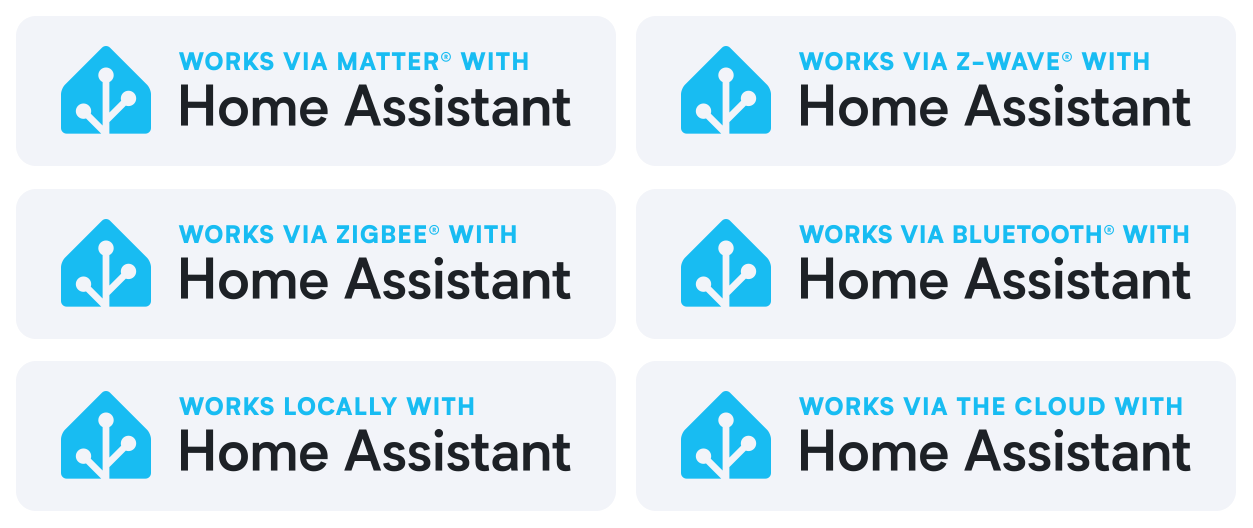 WORKS VIA MATTER® WITH
Home Assistant
WORKS VIA Z-WAVE® WITH
Home Assistant
WORKS VIA ZIGBEE® WITH
Home Assistant
WORKS VIA BLUETOOTH® WITH
Home Assistant
WORKS LOCALLY WITH
Home Assistant
WORKS VIA THE CLOUD WITH
Home Assistant